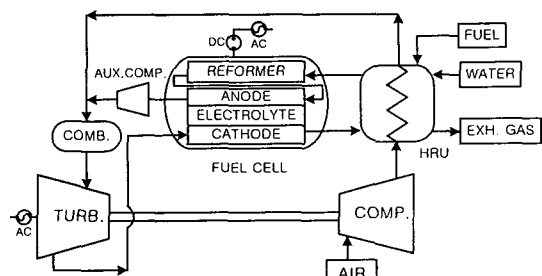 DC
AC
FUEL
REFORMER
WATER
AUX.COMP.
ANODE
ELECTROLYTE
COMB.
CATHODE
EXH. GAS
HRU
FUEL CELL
TURB.
COMP.
AC
AIR